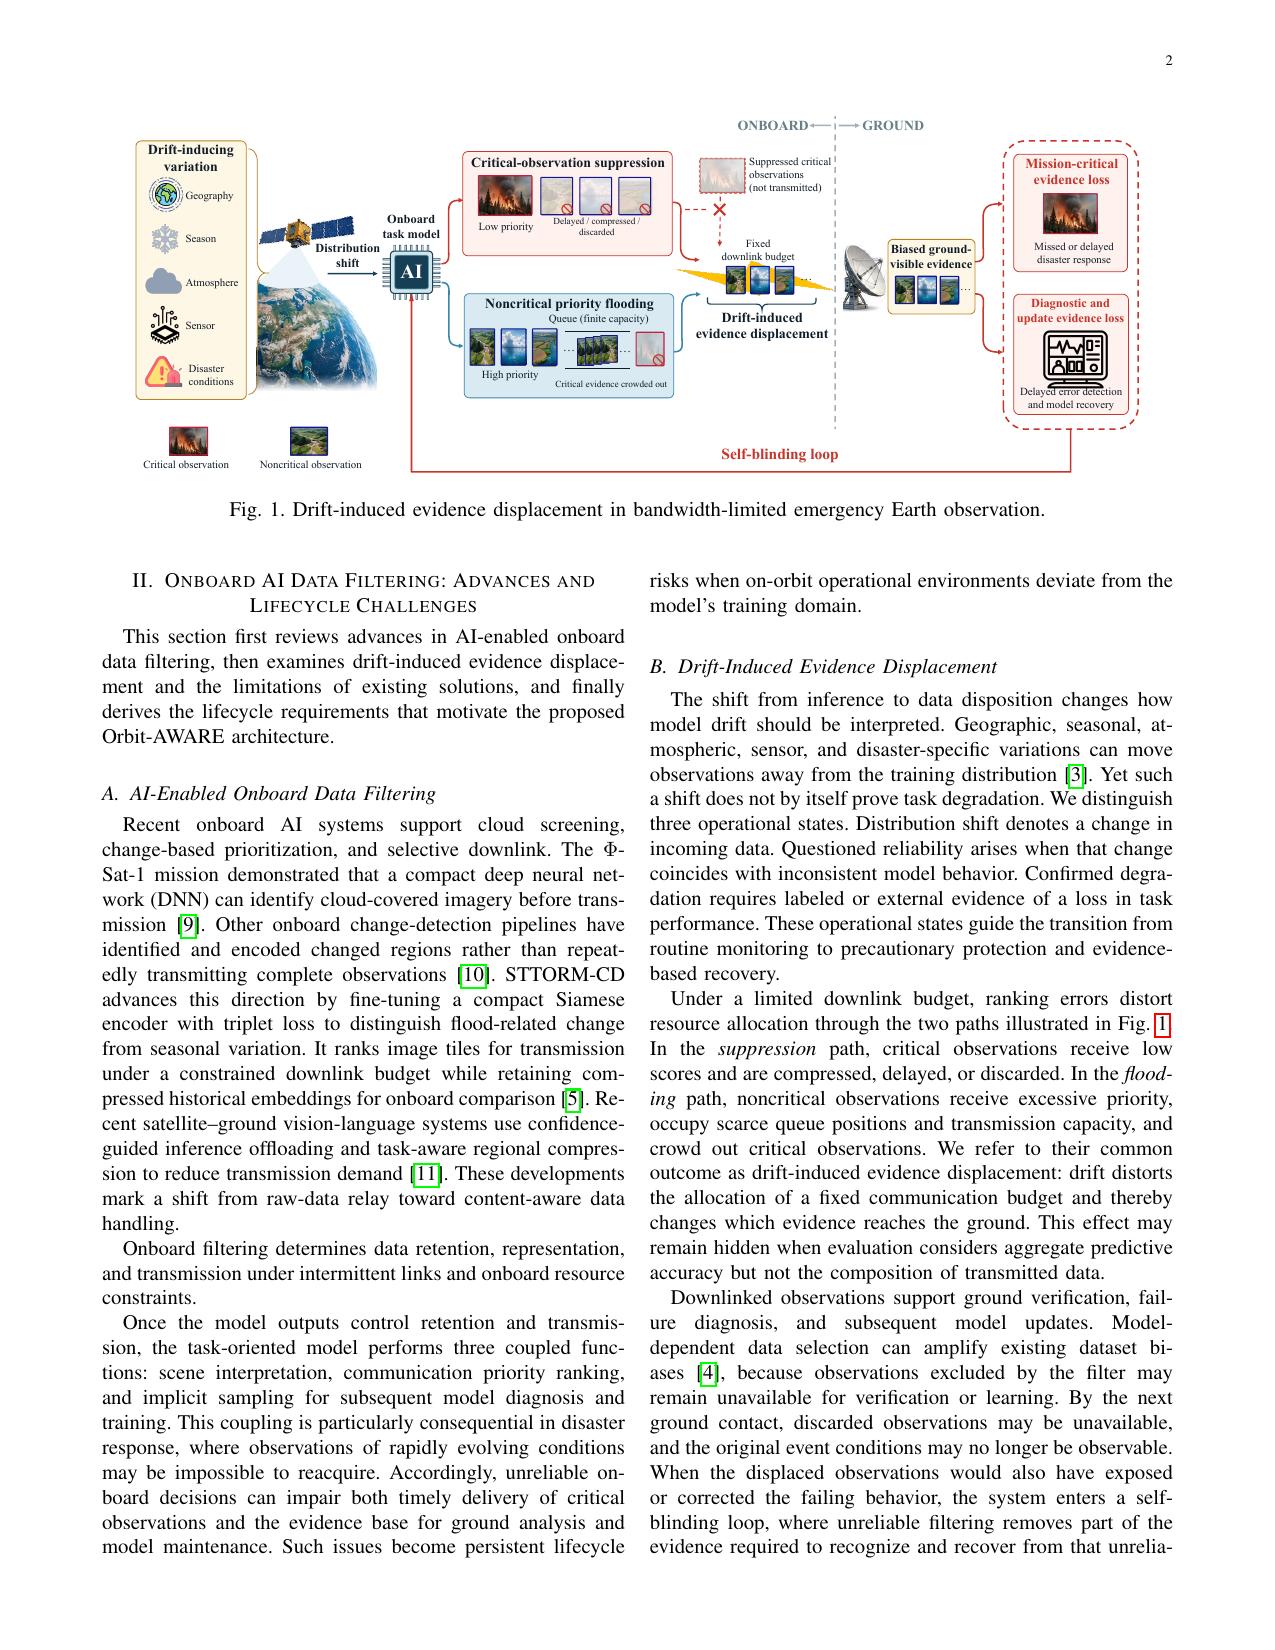 2
ONBOARD
GROUND
Drift-inducing
variation
Geography
Season
Atmosphere
Sensor
Disaster
conditions
Distribution
shift
Onboard
task model
AI
Critical-observation suppression
Low priority
Delayed / compressed /
discarded
Noncritical priority flooding
Queue (finite capacity)
...
...
High priority
Critical evidence crowded out
Suppressed critical
observations
(not transmitted)
Fixed
downlink budget
...
Drift-induced
evidence displacement
Biased ground-
visible evidence
...
Mission-critical
evidence loss
Missed or delayed
disaster response
Diagnostic and
update evidence loss
Delayed error detection
and model recovery
Critical observation
Noncritical observation
Self-blinding loop
Fig. 1. Drift-induced evidence displacement in bandwidth-limited emergency Earth observation.
II. ONBOARD AI DATA FILTERING: ADVANCES AND
LIFECYCLE CHALLENGES
This section first reviews advances in AI-enabled onboard
data filtering, then examines drift-induced evidence displace-
ment and the limitations of existing solutions, and finally
derives the lifecycle requirements that motivate the proposed
Orbit-AWARE architecture.
A. AI-Enabled Onboard Data Filtering
Recent onboard AI systems support cloud screening,
change-based prioritization, and selective downlink. The Φ-
Sat-1 mission demonstrated that a compact deep neural net-
work (DNN) can identify cloud-covered imagery before trans-
mission [9]. Other onboard change-detection pipelines have
identified and encoded changed regions rather than repeat-
edly transmitting complete observations [10]. STTORM-CD
advances this direction by fine-tuning a compact Siamese
encoder with triplet loss to distinguish flood-related change
from seasonal variation. It ranks image tiles for transmission
under a constrained downlink budget while retaining com-
pressed historical embeddings for onboard comparison [5]. Re-
cent satellite–ground vision-language systems use confidence-
guided inference offloading and task-aware regional compres-
sion to reduce transmission demand [11]. These developments
mark a shift from raw-data relay toward content-aware data
handling.
Onboard filtering determines data retention, representation,
and transmission under intermittent links and onboard resource
constraints.
Once the model outputs control retention and transmis-
sion, the task-oriented model performs three coupled func-
tions: scene interpretation, communication priority ranking,
and implicit sampling for subsequent model diagnosis and
training. This coupling is particularly consequential in disaster
response, where observations of rapidly evolving conditions
may be impossible to reacquire. Accordingly, unreliable on-
board decisions can impair both timely delivery of critical
observations and the evidence base for ground analysis and
model maintenance. Such issues become persistent lifecycle
risks when on-orbit operational environments deviate from the
model's training domain.
B. Drift-Induced Evidence Displacement
The shift from inference to data disposition changes how
model drift should be interpreted. Geographic, seasonal, at-
mospheric, sensor, and disaster-specific variations can move
observations away from the training distribution [3]. Yet such
a shift does not by itself prove task degradation. We distinguish
three operational states. Distribution shift denotes a change in
incoming data. Questioned reliability arises when that change
coincides with inconsistent model behavior. Confirmed degra-
dation requires labeled or external evidence of a loss in task
performance. These operational states guide the transition from
routine monitoring to precautionary protection and evidence-
based recovery.
Under a limited downlink budget, ranking errors distort
resource allocation through the two paths illustrated in Fig. 1.
In the suppression path, critical observations receive low
scores and are compressed, delayed, or discarded. In the flood-
ing path, noncritical observations receive excessive priority,
occupy scarce queue positions and transmission capacity, and
crowd out critical observations. We refer to their common
outcome as drift-induced evidence displacement: drift distorts
the allocation of a fixed communication budget and thereby
changes which evidence reaches the ground. This effect may
remain hidden when evaluation considers aggregate predictive
accuracy but not the composition of transmitted data.
Downlinked observations support ground verification, fail-
ure diagnosis, and subsequent model updates. Model-
dependent data selection can amplify existing dataset bi-
ases [4], because observations excluded by the filter may
remain unavailable for verification or learning. By the next
ground contact, discarded observations may be unavailable,
and the original event conditions may no longer be observable.
When the displaced observations would also have exposed
or corrected the failing behavior, the system enters a self-
blinding loop, where unreliable filtering removes part of the
evidence required to recognize and recover from that unrelia-